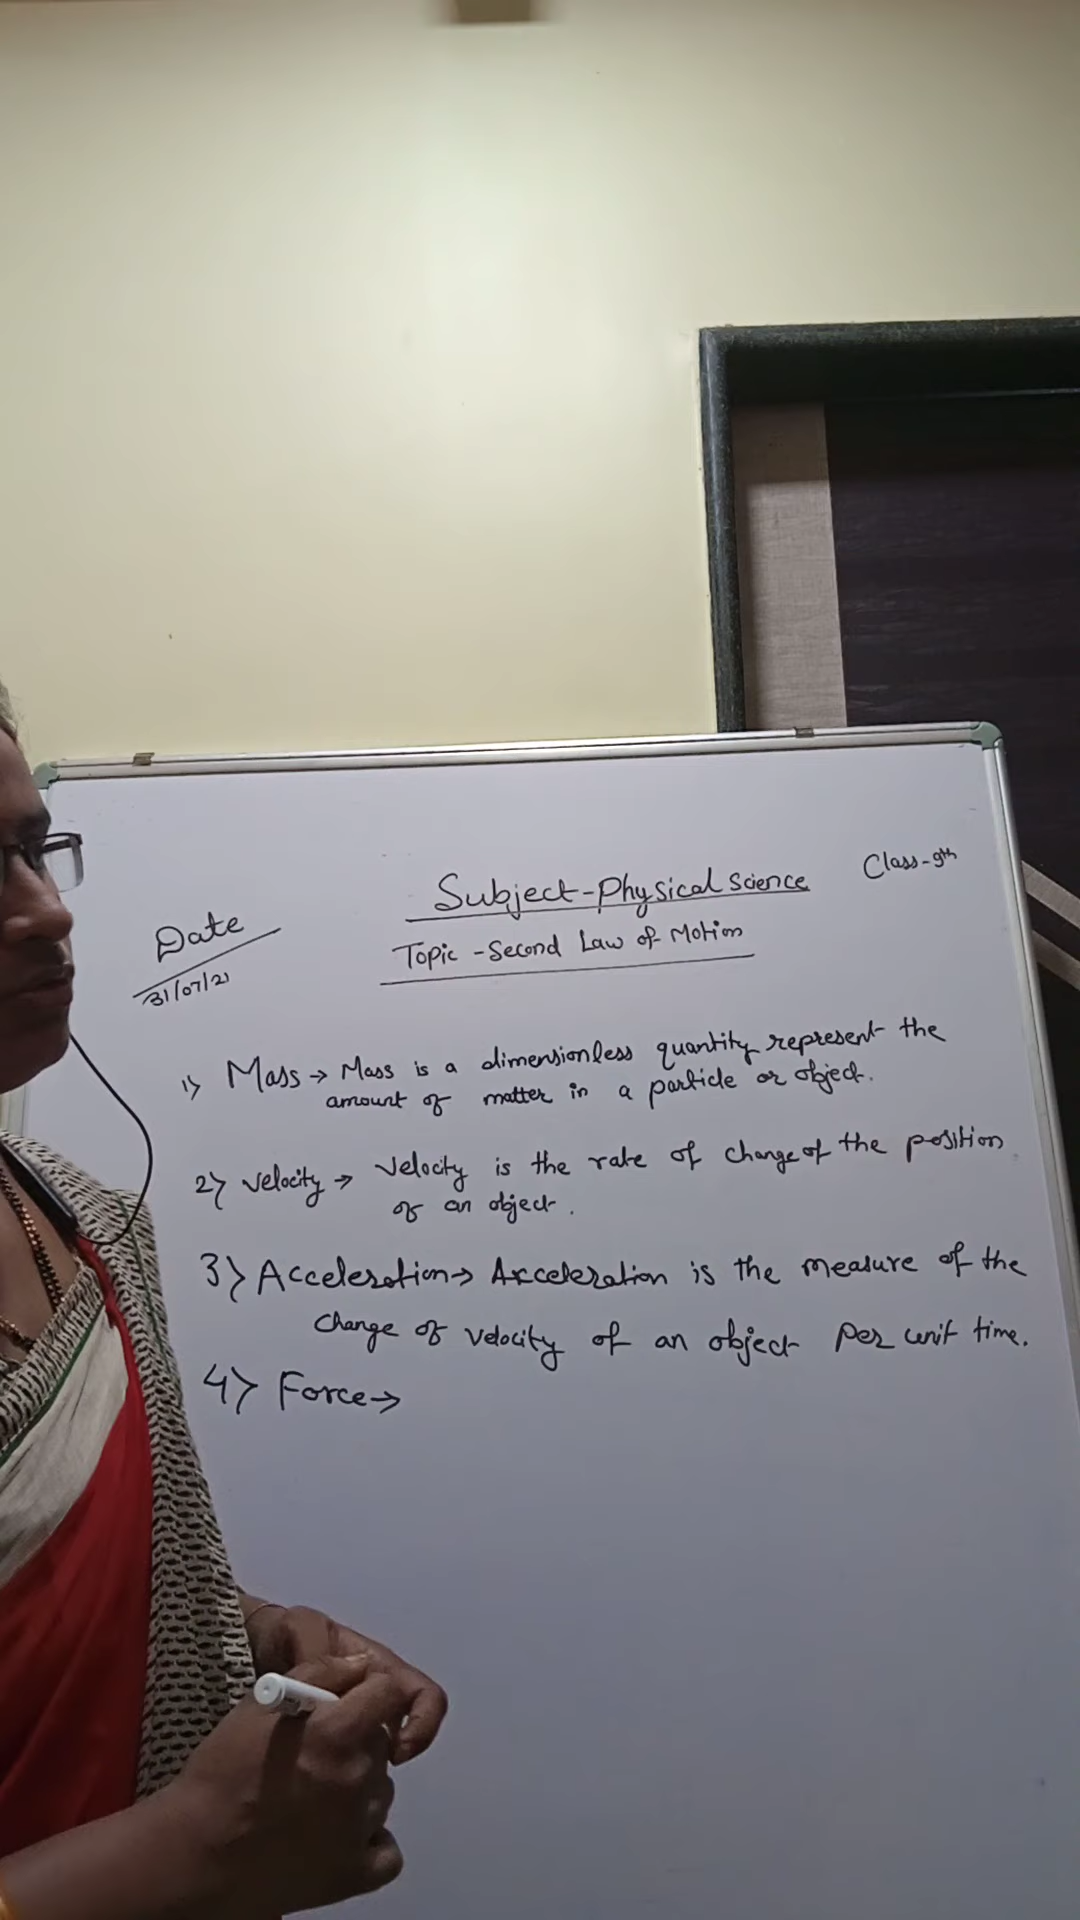 Subject-Physical Science
Class-9th
Date
31/07/21
Topic -Second Law of Motion
1> Mass → Mass is a dimensionless quantity represent the
amount of matter in a particle or object.
2> Velocity → Velocity is the rate of change of the position
of an object.
3> Acceleration → Acceleration is the measure of the
change of velocity of an object per unit time.
4> Force →